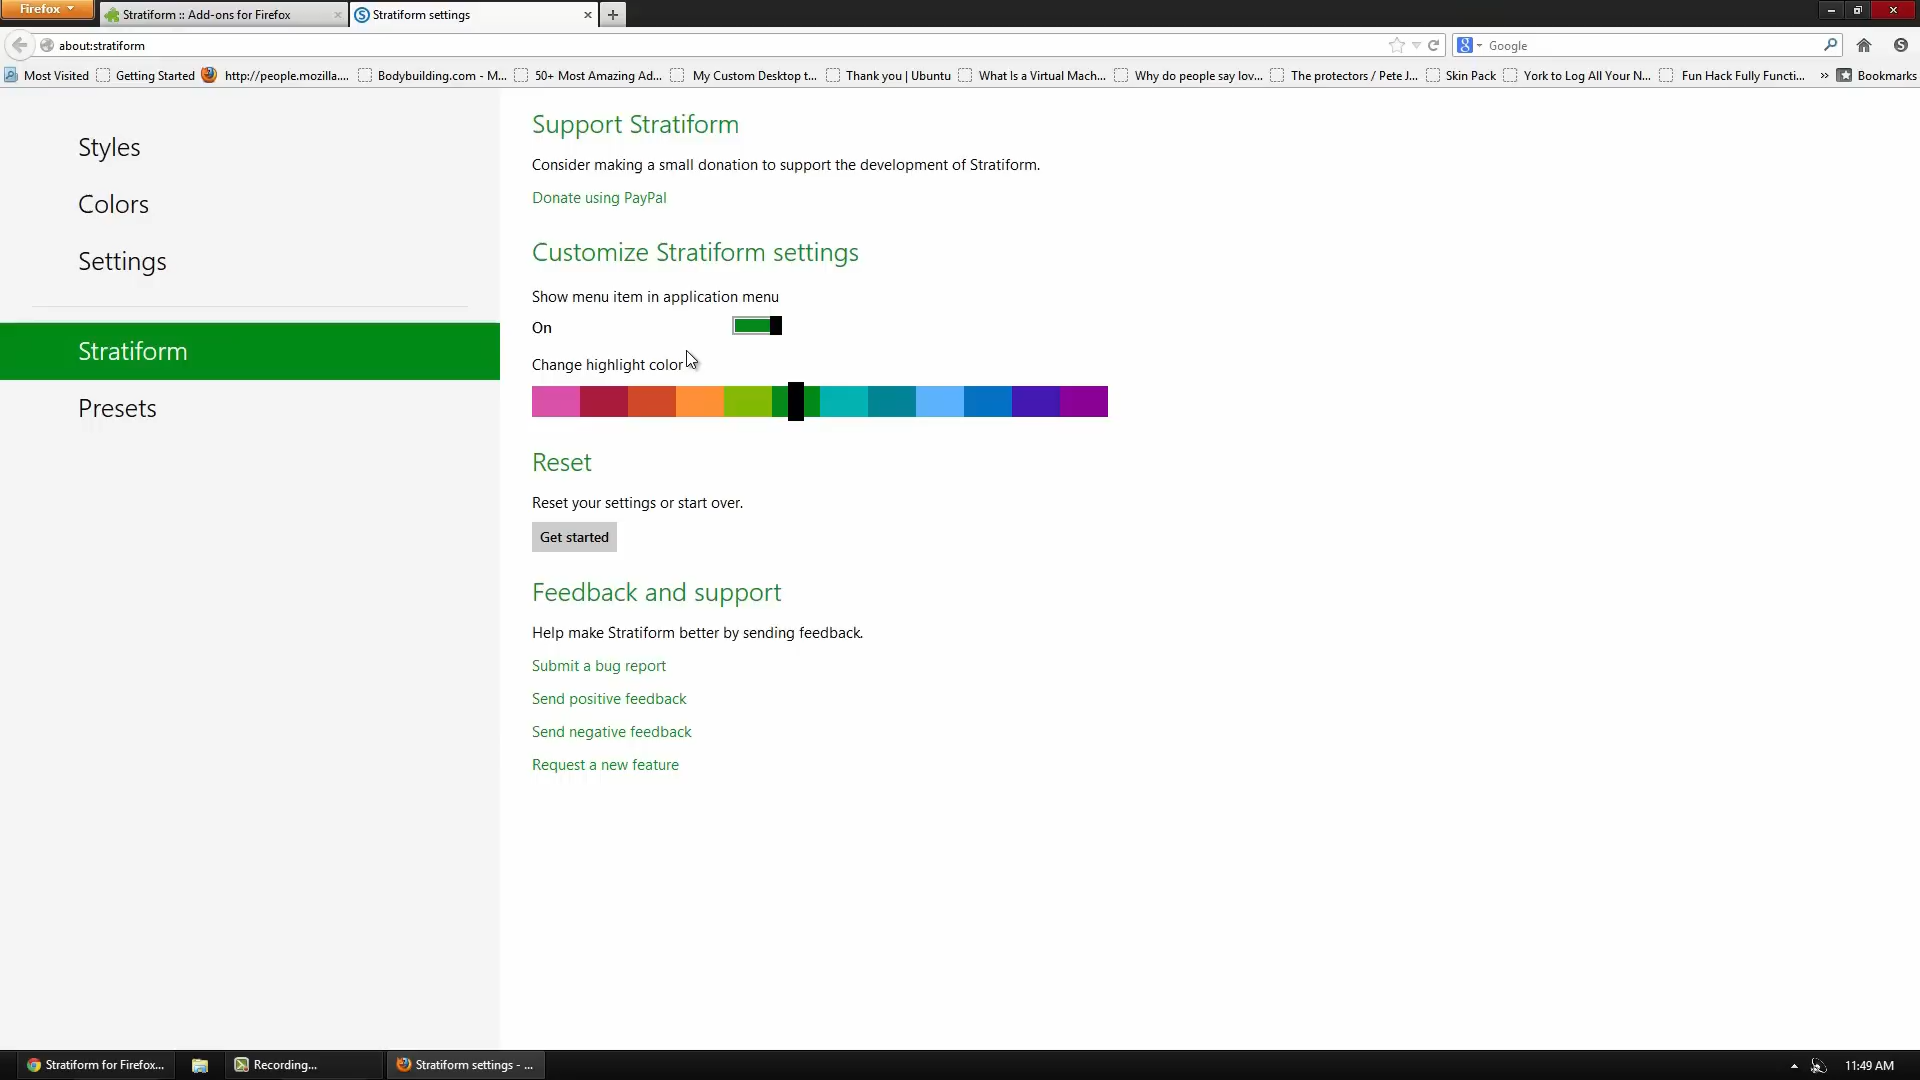 Firefox
Stratiform :: Add-ons for Firefox
Stratiform settings
about:stratiform
Google
Most Visited
Getting Started
http://people.mozilla....
Bodybuilding.com - M...
50+ Most Amazing Ad...
My Custom Desktop t...
Thank you | Ubuntu
What Is a Virtual Mach...
Why do people say lov...
The protectors / Pete J...
Skin Pack
York to Log All Your N...
Fun Hack Fully Functi...
Bookmarks
Styles
Colors
Settings
Stratiform
Presets
Support Stratiform
Consider making a small donation to support the development of Stratiform.
Donate using PayPal
Customize Stratiform settings
Show menu item in application menu
On
Change highlight color
Reset
Reset your settings or start over.
Get started
Feedback and support
Help make Stratiform better by sending feedback.
Submit a bug report
Send positive feedback
Send negative feedback
Request a new feature
Stratiform for Firefox...
Recording...
Stratiform settings - ...
11:49 AM